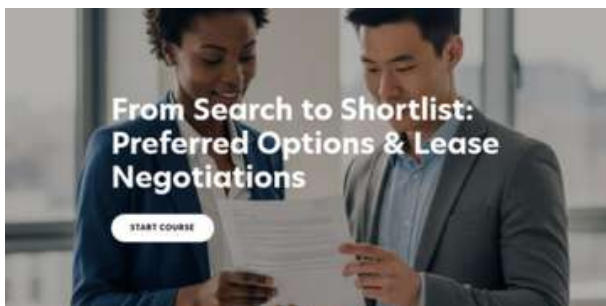 From Search to Shortlist:
Preferred Options & Lease
Negotiations
START COURSE